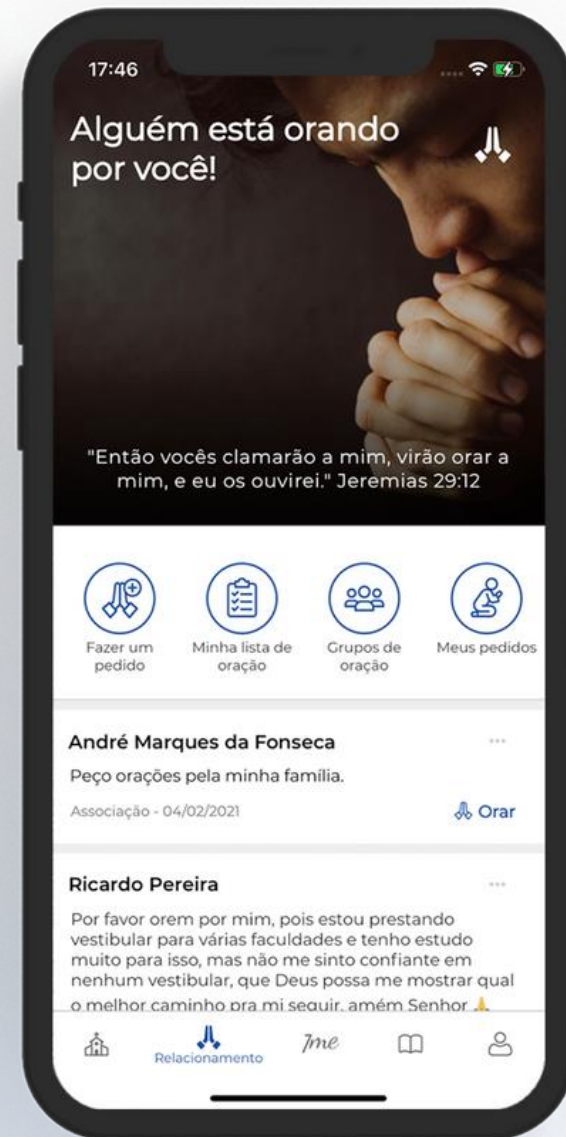 17:46
Alguém está orando
por você!
"Então vocês clamarão a mim, virão orar a
mim, e eu os ouvirei." Jeremias 29:12
Fazer um
pedido
Minha lista de
oração
Grupos de
oração
Meus pedidos
André Marques da Fonseca
Peço orações pela minha família.
Associação - 04/02/2021
Orar
Ricardo Pereira
Por favor orem por mim, pois estou prestando
vestibular para várias faculdades e tenho estudo
muito para isso, mas não me sinto confiante em
nenhum vestibular, que Deus possa me mostrar qual
o melhor caminho pra mi seguir, amém Senhor 🙏
Relacionamento
7me